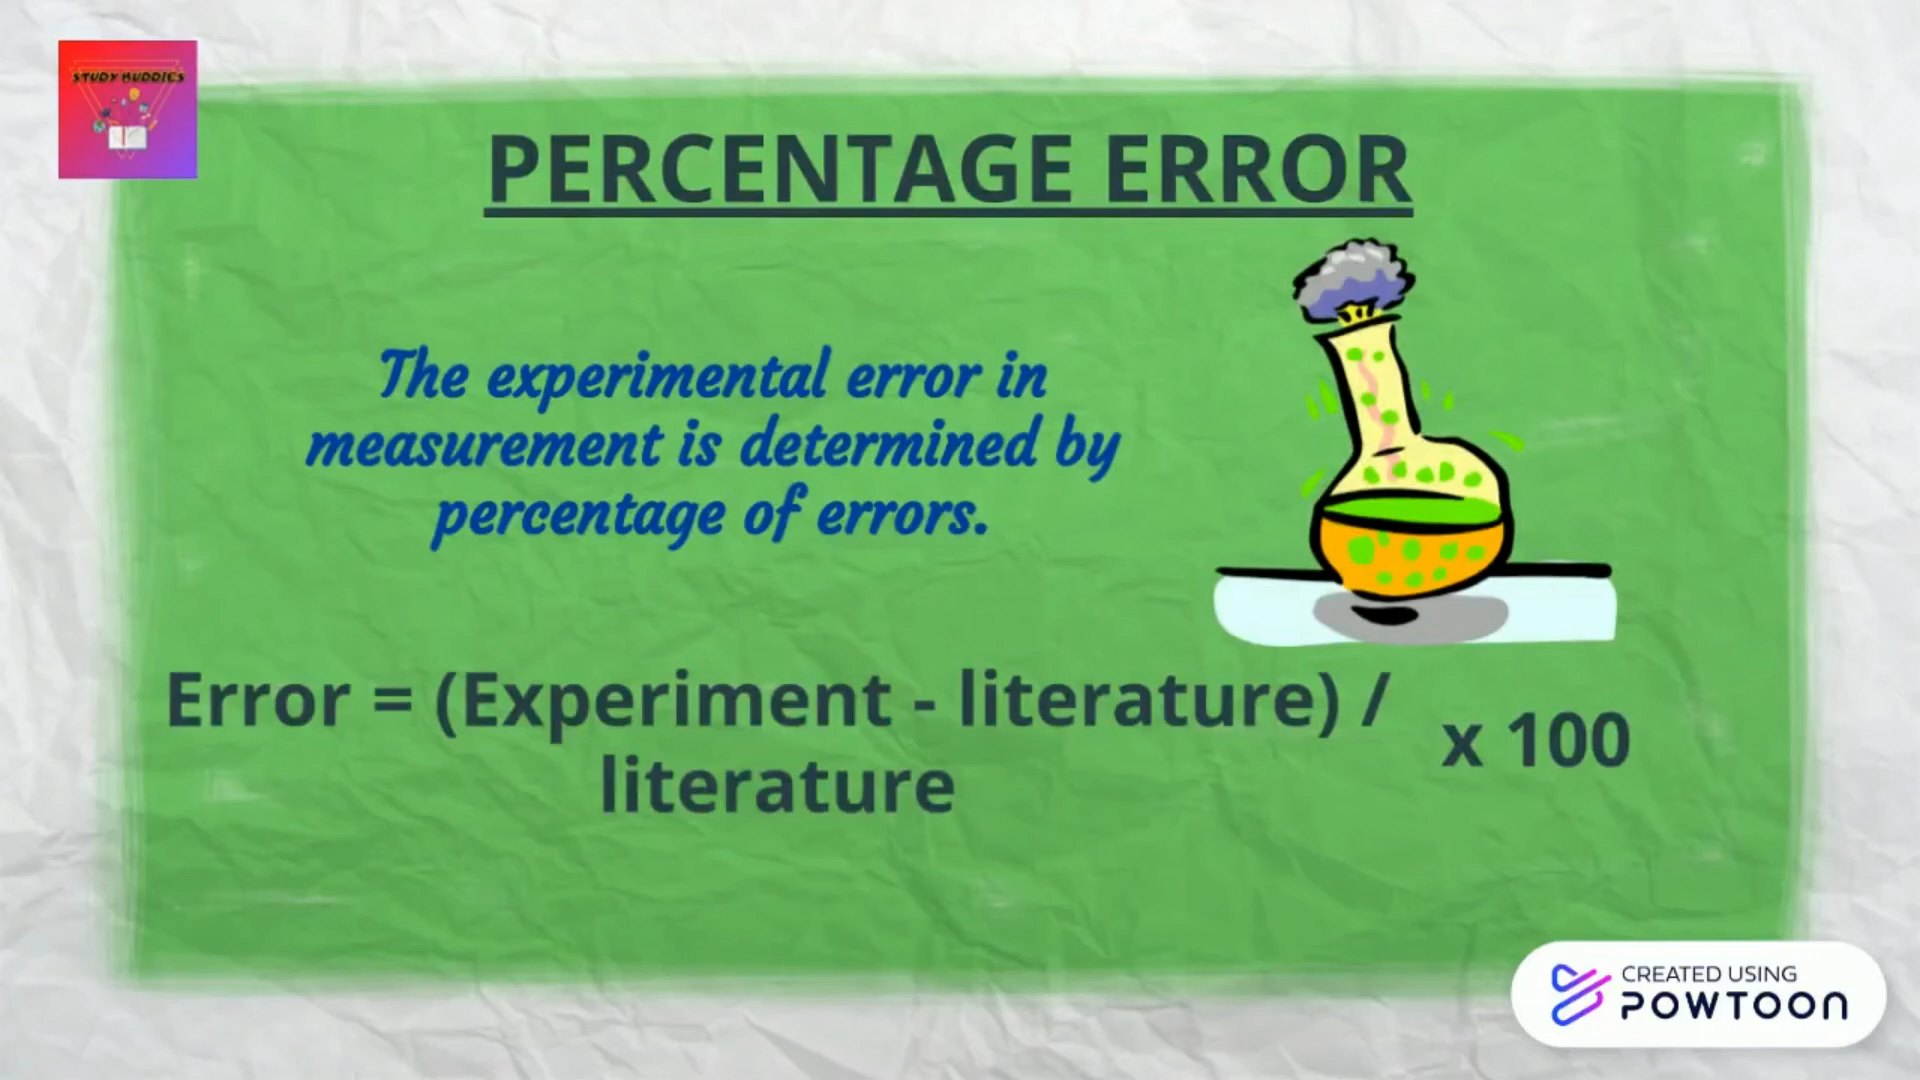 STUDY BUDDIES
PERCENTAGE ERROR
The experimental error in
measurement is determined by
percentage of errors.
Error = (Experiment - literature) /
literature
x 100
CREATED USING
POWTOON